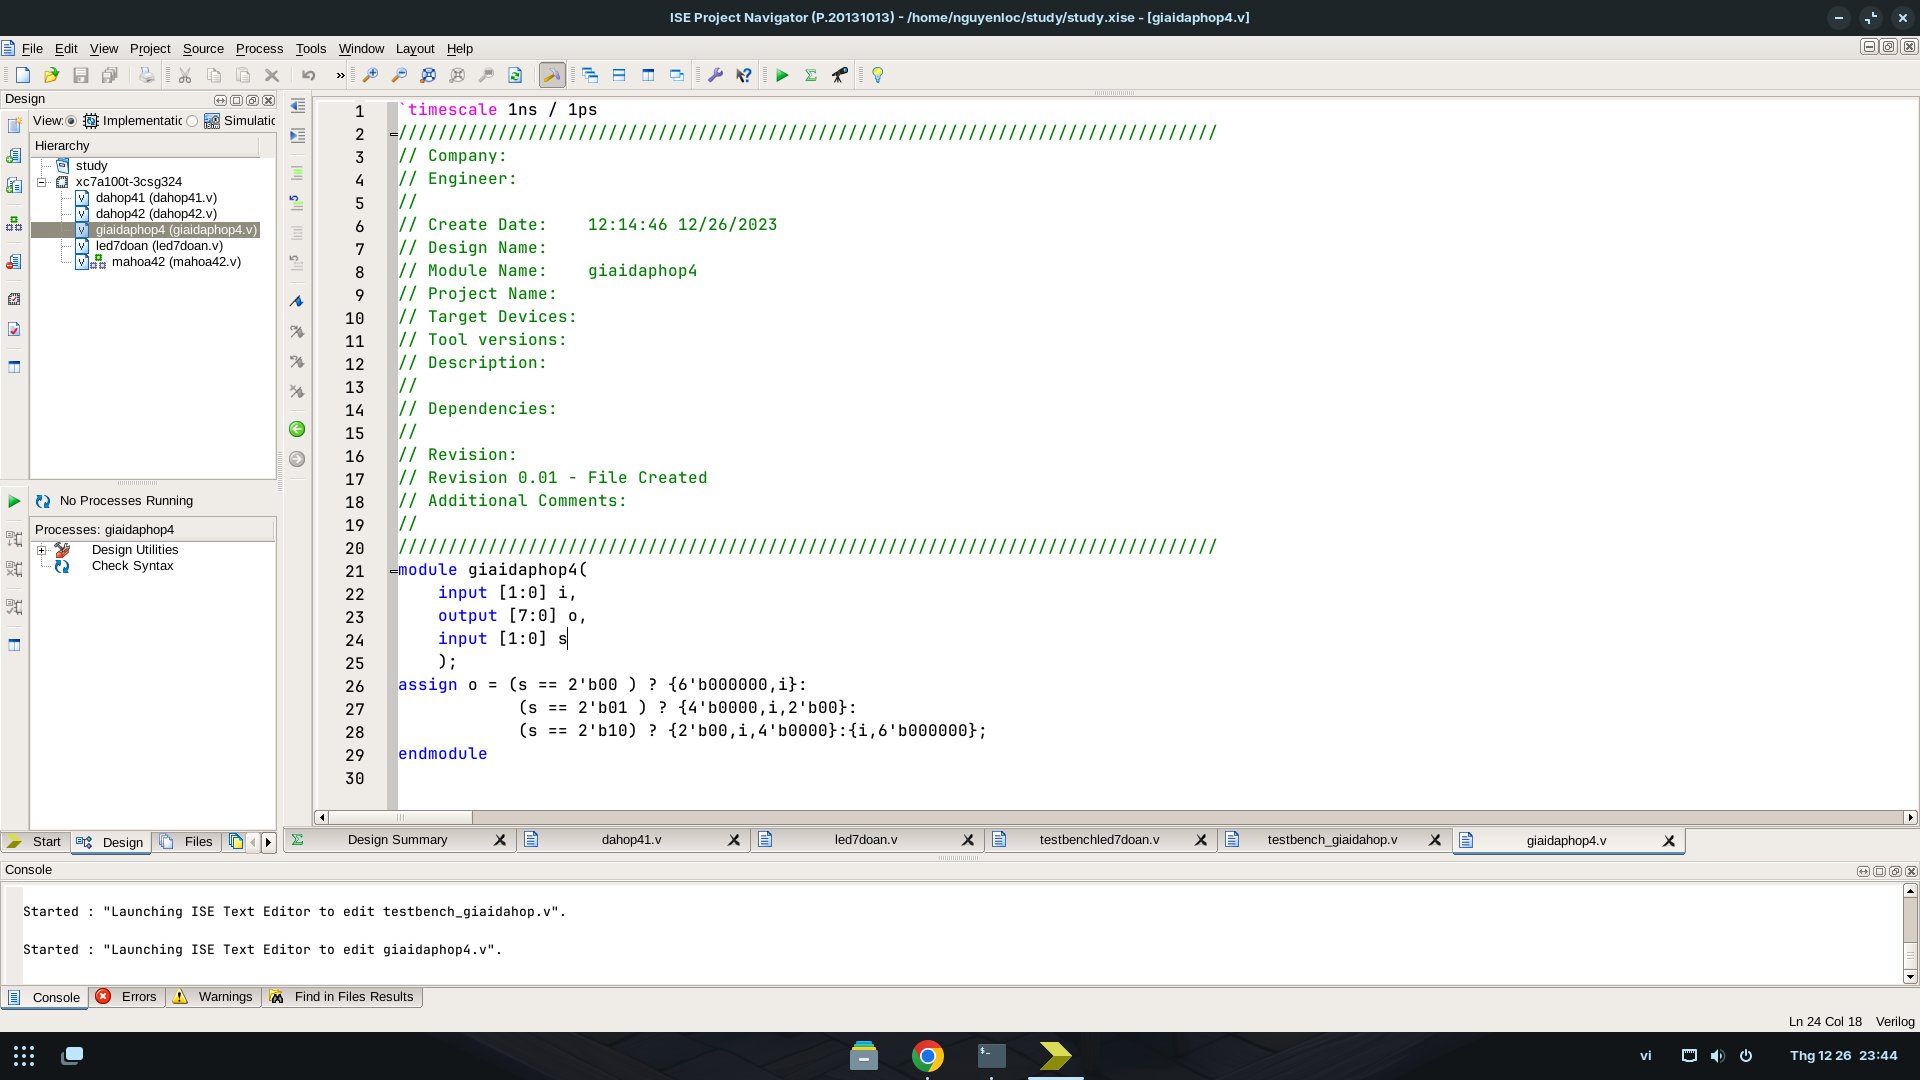 ISE Project Navigator (P.20131013) - /home/nguyenloc/study/study.xise - [giaidaphop4.v]
File Edit View Project Source Process Tools Window Layout Help
Design
View: Implementatic Simulatic
Hierarchy
study
xc7a100t-3csg324
dahop41 (dahop41.v)
dahop42 (dahop42.v)
giaidaphop4 (giaidaphop4.v)
led7doan (led7doan.v)
mahoa42 (mahoa42.v)
No Processes Running
Processes: giaidaphop4
Design Utilities
Check Syntax
Start Design Files
1 `timescale 1ns / 1ps
2 //////////////////////////////////////////////////////////////////////////////////
3 // Company:
4 // Engineer:
5 //
6 // Create Date:    12:14:46 12/26/2023
7 // Design Name:
8 // Module Name:    giaidaphop4
9 // Project Name:
10 // Target Devices:
11 // Tool versions:
12 // Description:
13 //
14 // Dependencies:
15 //
16 // Revision:
17 // Revision 0.01 - File Created
18 // Additional Comments:
19 //
20 //////////////////////////////////////////////////////////////////////////////////
21 module giaidaphop4(
22     input [1:0] i,
23     output [7:0] o,
24     input [1:0] s
25     );
26 assign o = (s == 2'b00 ) ? {6'b000000,i}:
27             (s == 2'b01 ) ? {4'b0000,i,2'b00}:
28             (s == 2'b10) ? {2'b00,i,4'b0000}:{i,6'b000000};
29 endmodule
30
Design Summary dahop41.v led7doan.v testbenchled7doan.v testbench_giaidahop.v giaidaphop4.v
Console
Started : "Launching ISE Text Editor to edit testbench_giaidahop.v".
Started : "Launching ISE Text Editor to edit giaidaphop4.v".
Console Errors Warnings Find in Files Results
Ln 24 Col 18 Verilog
vi Thg 12 26 23:44